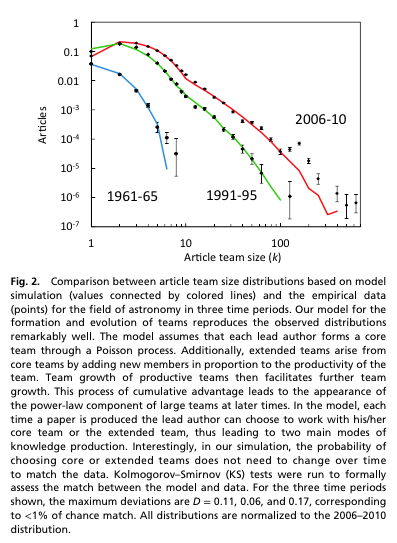 1
0.1
0.01
10-3
10-4
10-5
10-6
10-7
Articles
2006-10
1961-65
1991-95
1
10
100
Article team size (k)
Fig. 2. Comparison between article team size distributions based on model
simulation (values connected by colored lines) and the empirical data
(points) for the field of astronomy in three time periods. Our model for the
formation and evolution of teams reproduces the observed distributions
remarkably well. The model assumes that each lead author forms a core
team through a Poisson process. Additionally, extended teams arise from
core teams by adding new members in proportion to the productivity of the
team. Team growth of productive teams then facilitates further team
growth. This process of cumulative advantage leads to the appearance of
the power-law component of large teams at later times. In the model, each
time a paper is produced the lead author can choose to work with his/her
core team or the extended team, thus leading to two main modes of
knowledge production. Interestingly, in our simulation, the probability of
choosing core or extended teams does not need to change over time
to match the data. Kolmogorov–Smirnov (KS) tests were run to formally
assess the match between the model and data. For the three time periods
shown, the maximum deviations are D = 0.11, 0.06, and 0.17, corresponding
to <1% of chance match. All distributions are normalized to the 2006–2010
distribution.